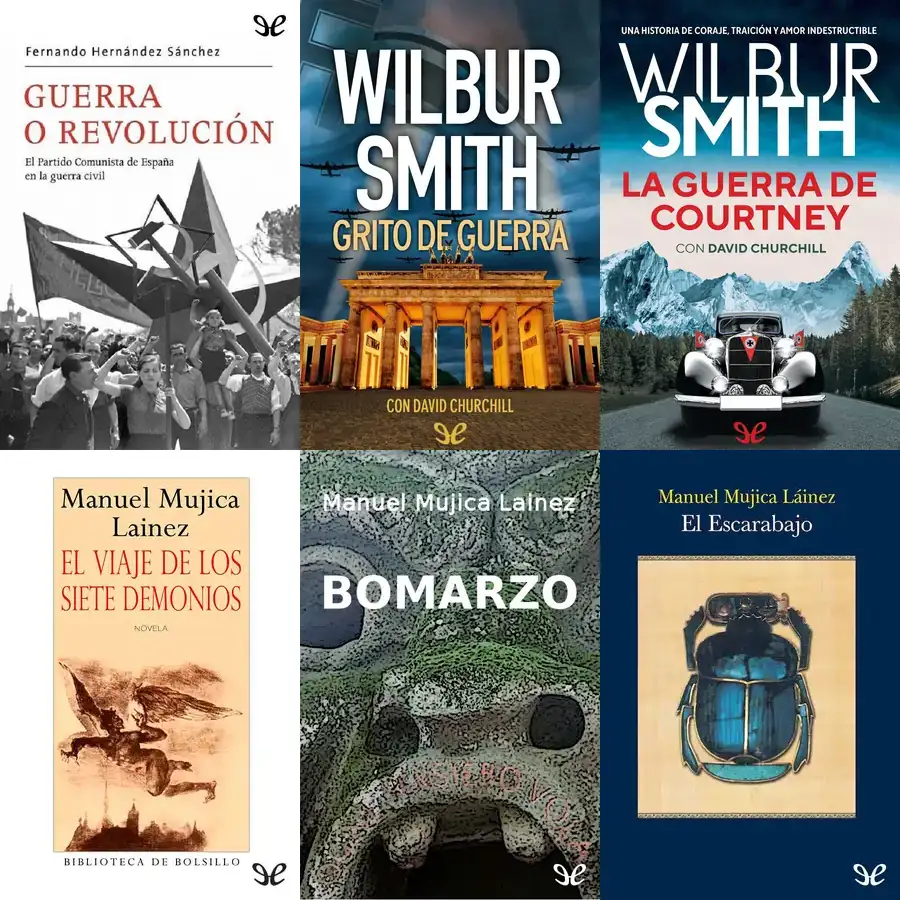 Fernando Hernández Sánchez
GUERRA
O REVOLUCIÓN
El Partido Comunista de España
en la guerra civil
WILBUR
SMITH
GRITO DE GUERRA
CON DAVID CHURCHILL
UNA HISTORIA DE CORAJE, TRAICIÓN Y AMOR INDESTRUCTIBLE
WILBUR
SMITH
LA GUERRA DE
COURTNEY
CON DAVID CHURCHILL
Manuel Mujica
Lainez
EL VIAJE DE LOS
SIETE DEMONIOS
NOVELA
BIBLIOTECA DE BOLSILLO
Manuel Mujica Lainez
BOMARZO
Manuel Mujica Láinez
El Escarabajo